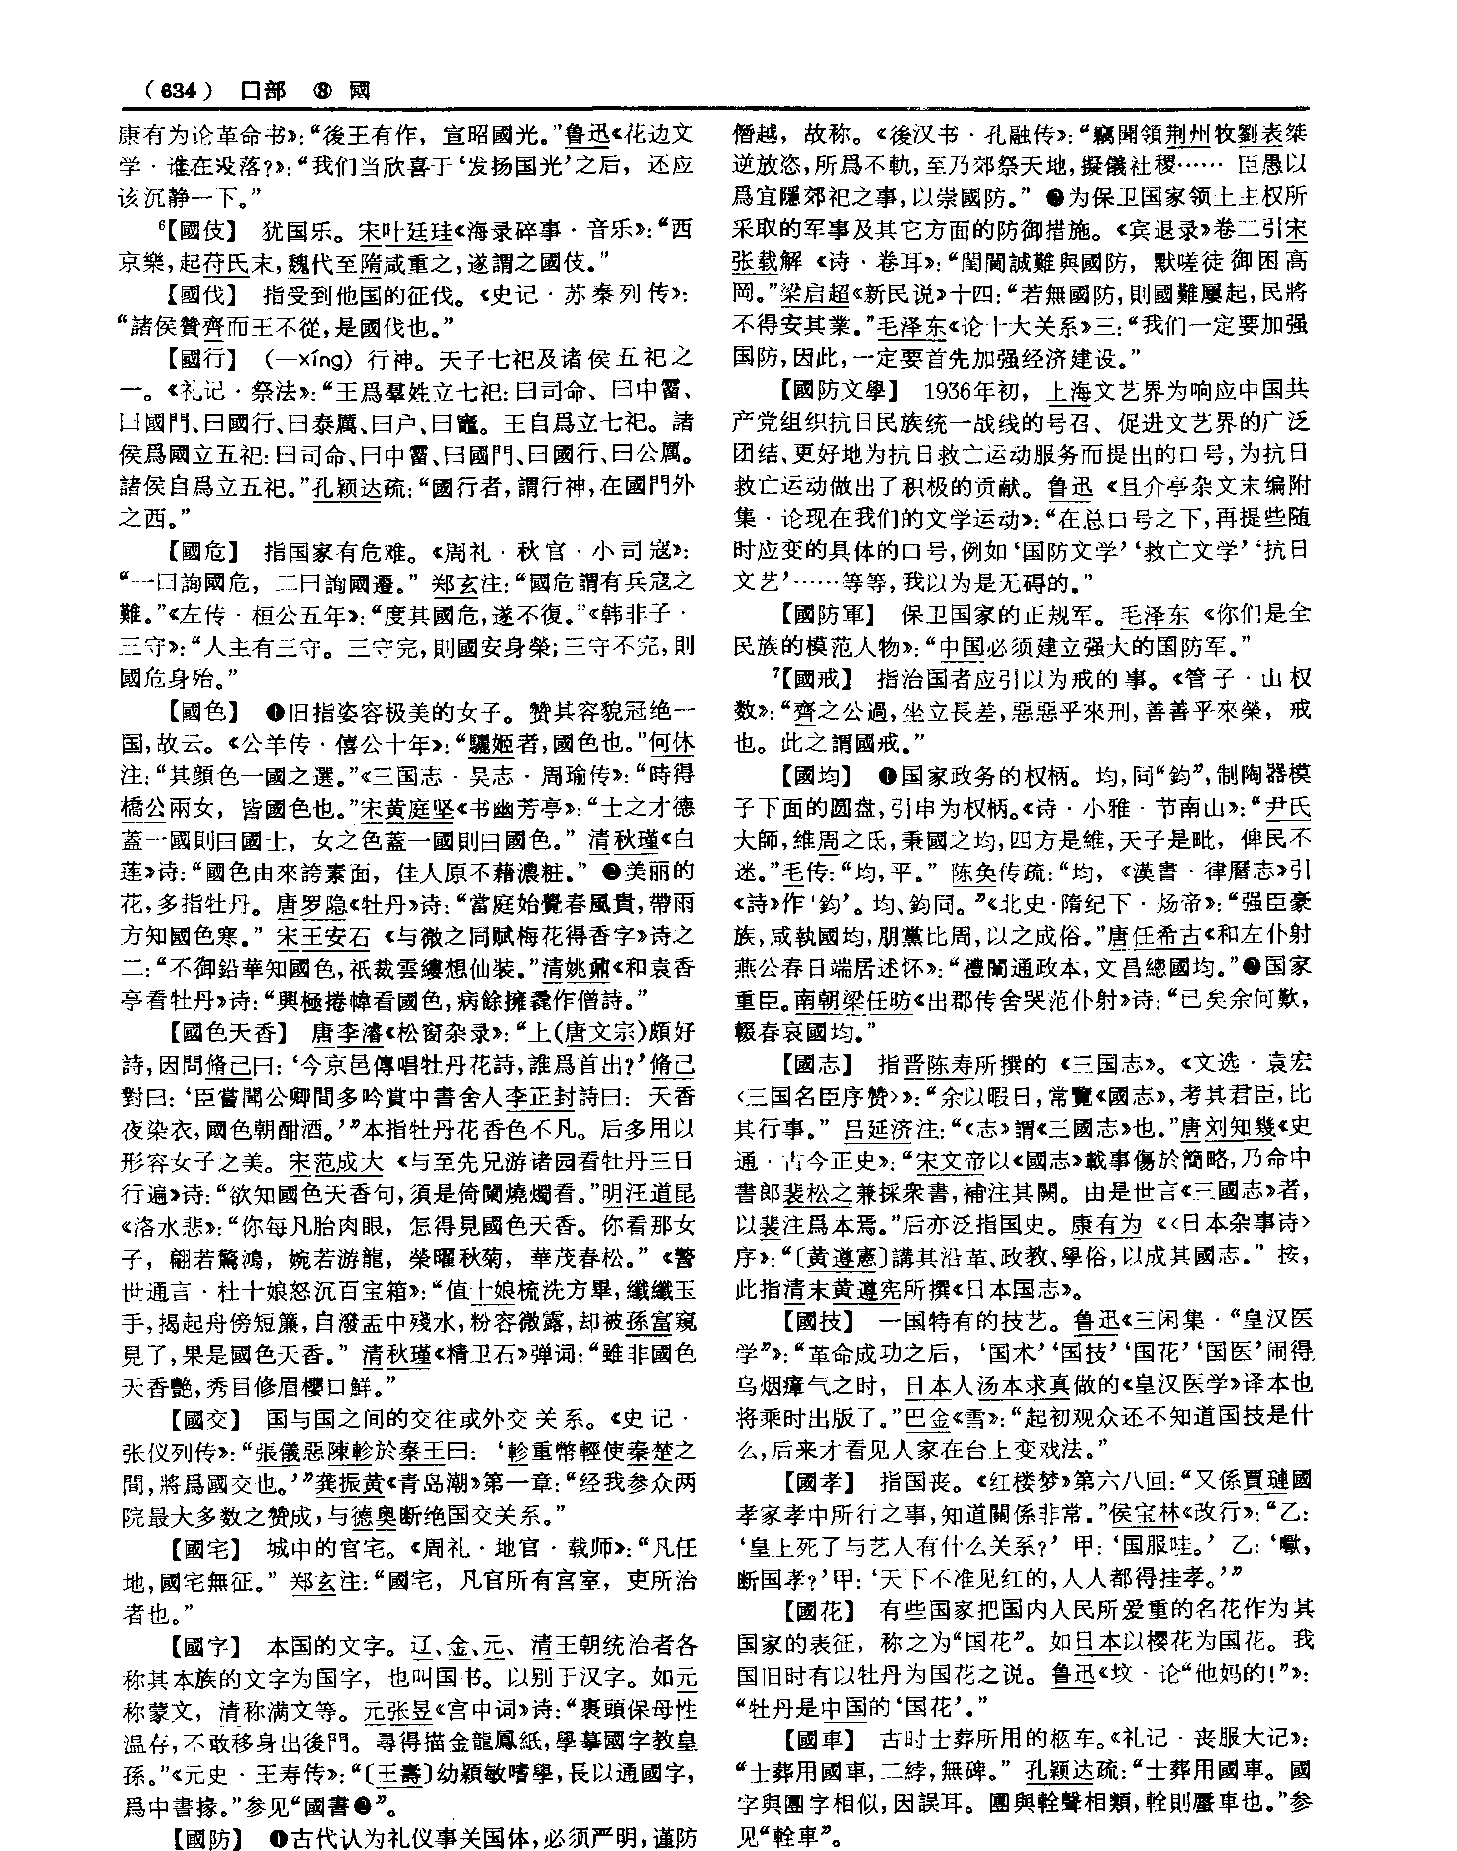 （634） 口部 ⑧ 國
康有为论革命书》：“後王有作，宣昭國光。”鲁迅《花边文
学·谁在没落？》：“我们当欣喜于‘发扬国光’之后，还应
该沉静一下。”
⁶【國伎】 犹国乐。宋叶廷珪《海录碎事·音乐》：“西
京樂，起苻氏末，魏代至隋咸重之，遂謂之國伎。”
【國伐】 指受到他国的征伐。《史记·苏秦列传》：
“諸侯贊齊而王不從，是國伐也。”
【國行】 （—xíng）行神。天子七祀及诸侯五祀之
一。《礼记·祭法》：“王爲羣姓立七祀：曰司命、曰中霤、
曰國門、曰國行、曰泰厲、曰户、曰竈。王自爲立七祀。諸
侯爲國立五祀：曰司命、曰中霤、曰國門、曰國行、曰公厲。
諸侯自爲立五祀。”孔颖达疏：“國行者，謂行神，在國門外
之西。”
【國危】 指国家有危难。《周礼·秋官·小司寇》：
“一曰詢國危，二曰詢國遷。”郑玄注：“國危謂有兵寇之
難。”《左传·桓公五年》：“度其國危，遂不復。”《韩非子·
三守》：“人主有三守。三守完，則國安身榮；三守不完，則
國危身殆。”
【國色】 ❶旧指姿容极美的女子。赞其容貌冠绝一
国，故云。《公羊传·僖公十年》：“驪姬者，國色也。”何休
注：“其顔色一國之選。”《三国志·吴志·周瑜传》：“時得
橋公兩女，皆國色也。”宋黄庭坚《书幽芳亭》：“士之才德
蓋一國則曰國士，女之色蓋一國則曰國色。”清秋瑾《白
莲》诗：“國色由來誇素面，佳人原不藉濃粧。”❷美丽的
花，多指牡丹。唐罗隐《牡丹》诗：“當庭始覺春風貴，帶雨
方知國色寒。”宋王安石《与微之同赋梅花得香字》诗之
二：“不御鉛華知國色，衹裁雲縷想仙裝。”清姚鼐《和袁香
亭看牡丹》诗：“興極捲幃看國色，病餘擁毳作僧詩。”
【國色天香】 唐李濬《松窗杂录》：“上（唐文宗）頗好
詩，因問脩己曰：‘今京邑傳唱牡丹花詩，誰爲首出？’脩己
對曰：‘臣嘗聞公卿間多吟賞中書舍人李正封詩曰：天香
夜染衣，國色朝酣酒。’”本指牡丹花香色不凡。后多用以
形容女子之美。宋范成大《与至先兄游诸园看牡丹三日
行遍》诗：“欲知國色天香句，須是倚闌燒燭看。”明汪道昆
《洛水悲》：“你每凡胎肉眼，怎得見國色天香。你看那女
子，翩若驚鴻，婉若游龍，榮曜秋菊，華茂春松。”《警
世通言·杜十娘怒沉百宝箱》：“值十娘梳洗方畢，纖纖玉
手，揭起舟傍短簾，自潑盂中殘水，粉容微露，却被孫富窺
見了，果是國色天香。”清秋瑾《精卫石》弹词：“雖非國色
天香艷，秀目修眉櫻口鮮。”
【國交】 国与国之间的交往或外交关系。《史记·
张仪列传》：“張儀惡陳軫於秦王曰：‘軫重幣輕使秦楚之
間，將爲國交也。’”龚振黄《青岛潮》第一章：“经我参众两
院最大多数之赞成，与德奥断绝国交关系。”
【國宅】 城中的官宅。《周礼·地官·载师》：“凡任
地，國宅無征。”郑玄注：“國宅，凡官所有宫室，吏所治
者也。”
【國字】 本国的文字。辽、金、元、清王朝统治者各
称其本族的文字为国字，也叫国书。以别于汉字。如元
称蒙文，清称满文等。元张昱《宫中词》诗：“裹頭保母性
温存，不敢移身出後門。尋得描金龍鳳紙，學摹國字教皇
孫。”《元史·王寿传》：“〔王壽〕幼穎敏嗜學，長以通國字，
爲中書掾。”参见“國書❷”。
【國防】 ❶古代认为礼仪事关国体，必须严明，谨防
僭越，故称。《後汉书·孔融传》：“竊聞領荆州牧劉表桀
逆放恣，所爲不軌，至乃郊祭天地，擬儀社稷……臣愚以
爲宜隱郊祀之事，以崇國防。”❷为保卫国家领土主权所
采取的军事及其它方面的防御措施。《宾退录》卷二引宋
张载解《诗·卷耳》：“閨閫誠難與國防，默嗟徒御困高
岡。”梁启超《新民说》十四：“若無國防，則國難屢起，民將
不得安其業。”毛泽东《论十大关系》三：“我们一定要加强
国防，因此，一定要首先加强经济建设。”
【國防文學】 1936年初，上海文艺界为响应中国共
产党组织抗日民族统一战线的号召、促进文艺界的广泛
团结、更好地为抗日救亡运动服务而提出的口号，为抗日
救亡运动做出了积极的贡献。鲁迅《且介亭杂文末编附
集·论现在我们的文学运动》：“在总口号之下，再提些随
时应变的具体的口号，例如‘国防文学’‘救亡文学’‘抗日
文艺’……等等，我以为是无碍的。”
【國防軍】 保卫国家的正规军。毛泽东《你们是全
民族的模范人物》：“中国必须建立强大的国防军。”
⁷【國戒】 指治国者应引以为戒的事。《管子·山权
数》：“齊之公過，坐立長差，惡惡乎來刑，善善乎來榮，戒
也。此之謂國戒。”
【國均】 ❶国家政务的权柄。均，同“鈞”，制陶器模
子下面的圆盘，引申为权柄。《诗·小雅·节南山》：“尹氏
大師，維周之氐，秉國之均，四方是維，天子是毗，俾民不
迷。”毛传：“均，平。”陈奂传疏：“均，《漢書·律曆志》引
《詩》作‘鈞’。均、鈞同。”《北史·隋纪下·炀帝》：“强臣豪
族，咸執國均，朋黨比周，以之成俗。”唐任希古《和左仆射
燕公春日端居述怀》：“禮闈通政本，文昌總國均。”❷国家
重臣。南朝梁任昉《出郡传舍哭范仆射》诗：“已矣余何歎，
輟舂哀國均。”
【國志】 指晋陈寿所撰的《三国志》。《文选·袁宏
〈三国名臣序赞〉》：“余以暇日，常覽《國志》，考其君臣，比
其行事。”吕延济注：“《志》謂《三國志》也。”唐刘知幾《史
通·古今正史》：“宋文帝以《國志》載事傷於簡略，乃命中
書郎裴松之兼採衆書，補注其闕。由是世言《三國志》者，
以裴注爲本焉。”后亦泛指国史。康有为《〈日本杂事诗〉
序》：“〔黄遵憲〕講其沿革、政教、學俗，以成其國志。”按，
此指清末黄遵宪所撰《日本国志》。
【國技】 一国特有的技艺。鲁迅《三闲集·“皇汉医
学”》：“革命成功之后，‘国术’‘国技’‘国花’‘国医’闹得
乌烟瘴气之时，日本人汤本求真做的《皇汉医学》译本也
将乘时出版了。”巴金《雪》：“起初观众还不知道国技是什
么，后来才看见人家在台上变戏法。”
【國孝】 指国丧。《红楼梦》第六八回：“又係賈璉國
孝家孝中所行之事，知道關係非常。”侯宝林《改行》：“乙：
‘皇上死了与艺人有什么关系？’甲：‘国服哇。’乙：‘噉，
断国孝？’甲：‘天下不准见红的，人人都得挂孝。’”
【國花】 有些国家把国内人民所爱重的名花作为其
国家的表征，称之为“国花”。如日本以樱花为国花。我
国旧时有以牡丹为国花之说。鲁迅《坟·论“他妈的！”》：
“牡丹是中国的‘国花’。”
【國車】 古时士葬所用的柩车。《礼记·丧服大记》：
“士葬用國車，二綍，無碑。”孔颖达疏：“士葬用國車。國
字與團字相似，因誤耳。團與輇聲相類，輇則蜃車也。”参
见“輇車”。